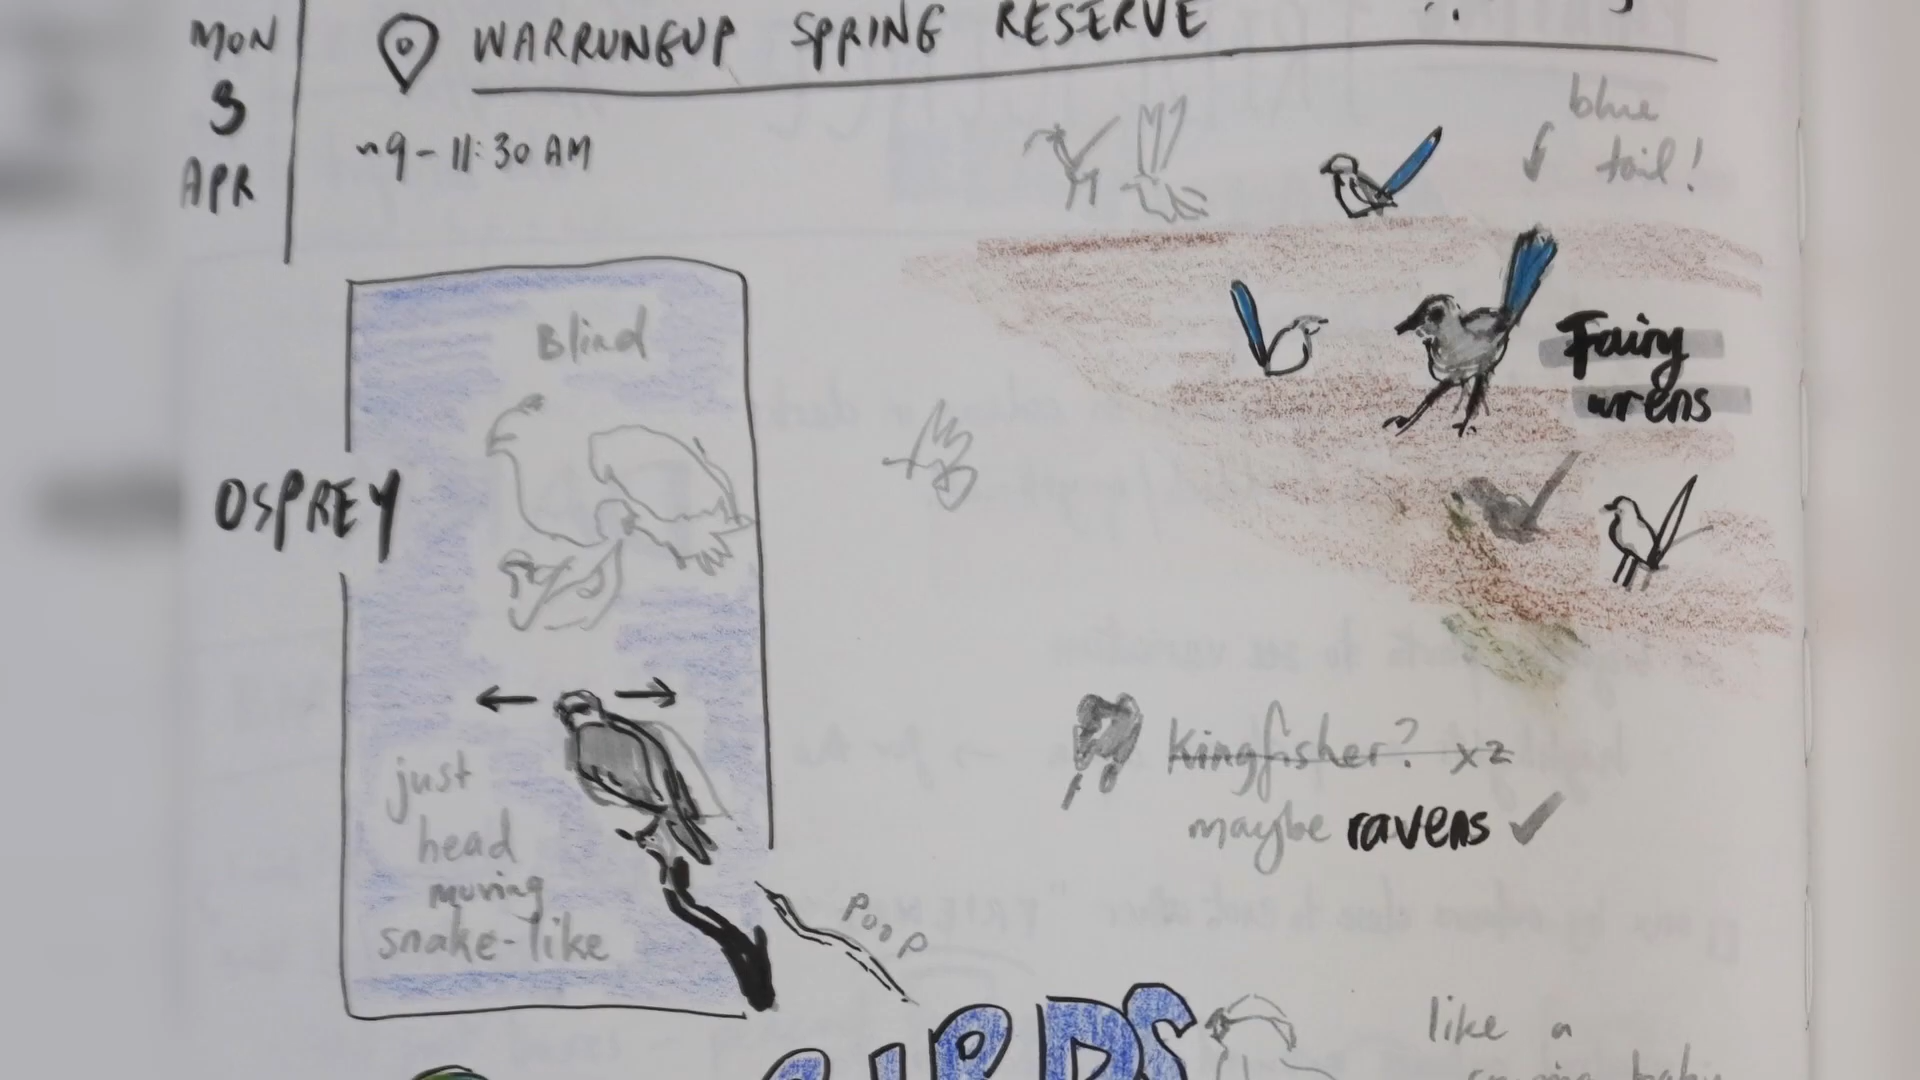 MON
3
APR
WARRUNGUP SPRING RESERVE
~9-11:30 AM
blue
tail!
Blind
Fairy
wrens
OSPREY
Kingfisher? x2
maybe ravens ✓
just
head
moving
snake-like
POOP
BIRDS
like a
baby